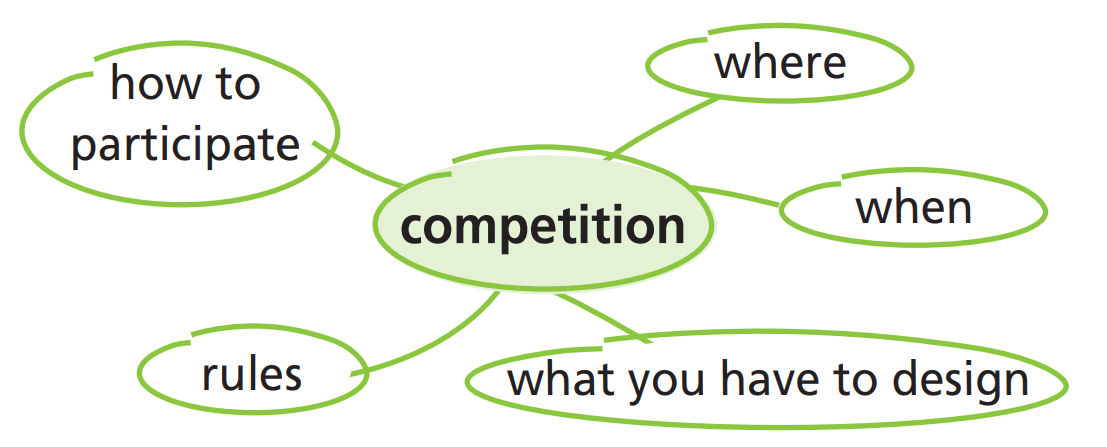 how to
participate
where
competition
when
rules
what you have to design